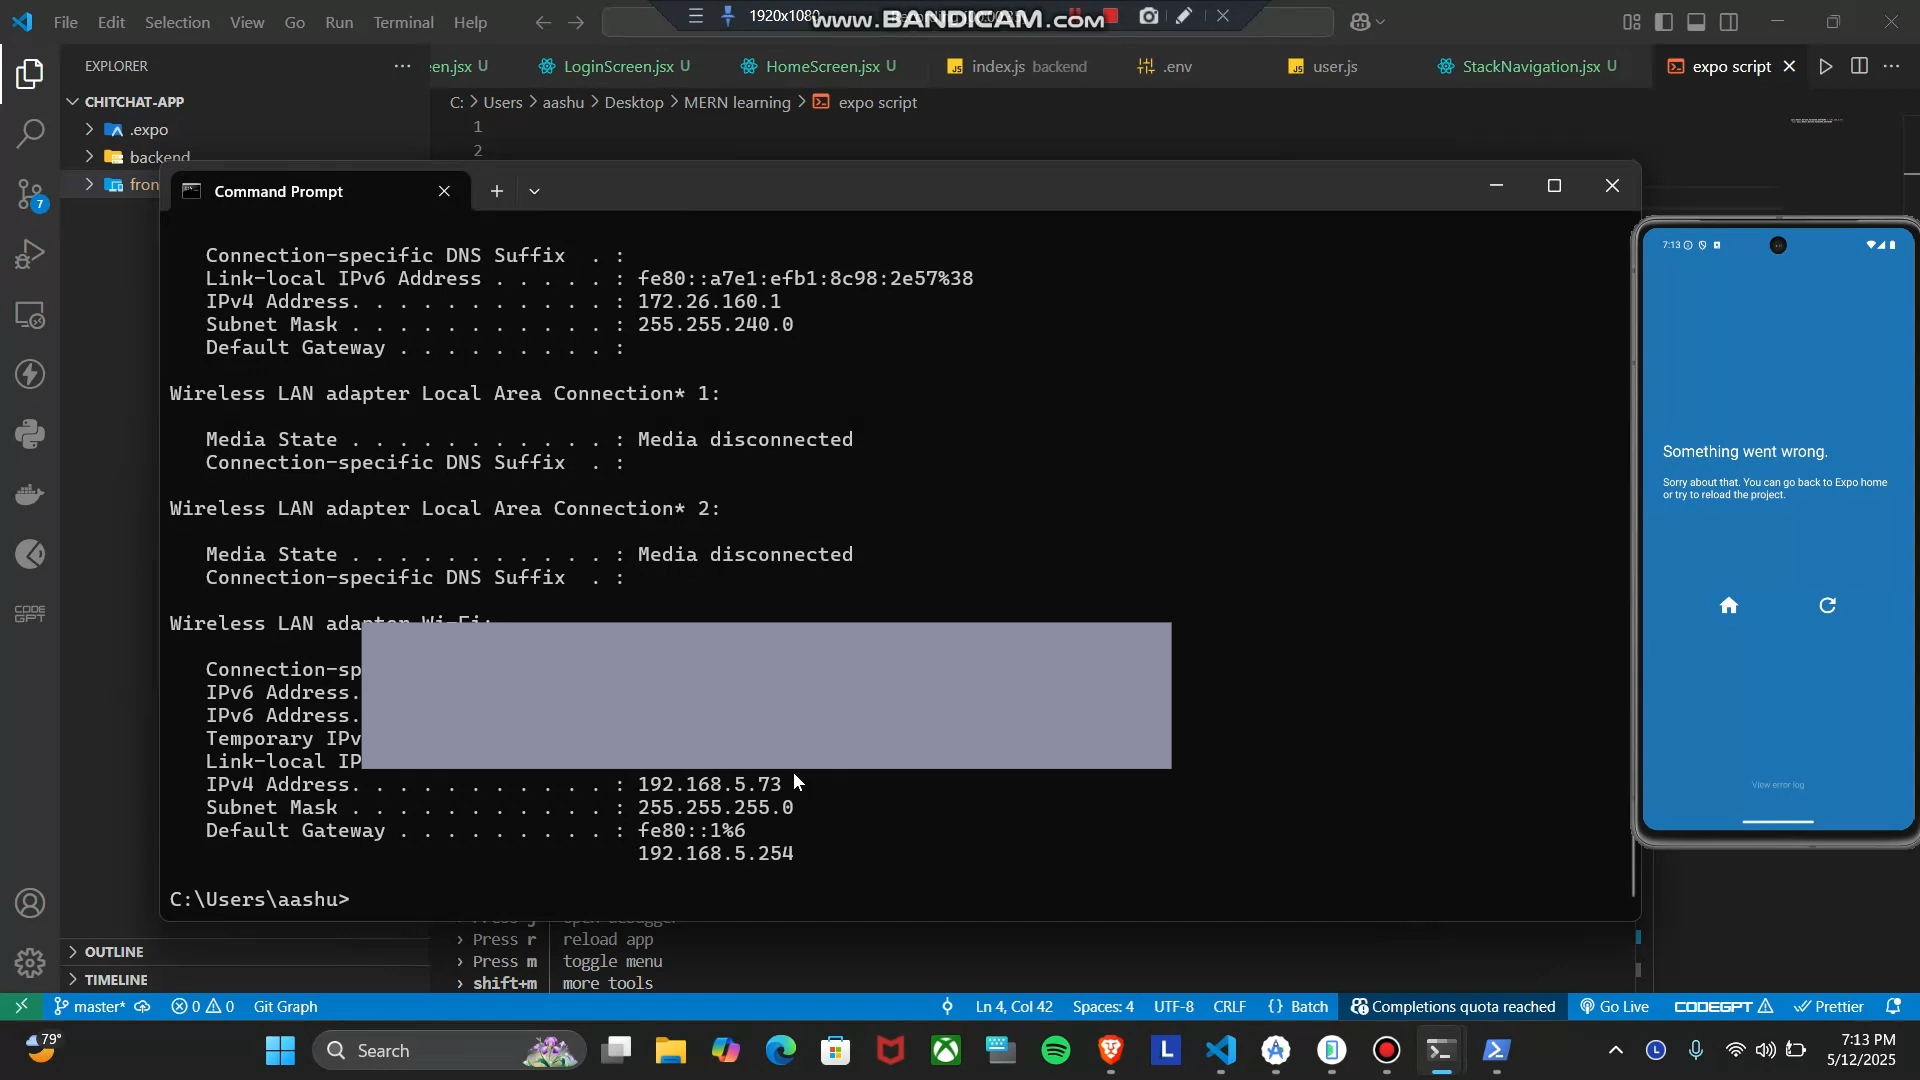 File Edit Selection View Go Run Terminal Help
1920x1080
www.BANDICAM.com
EXPLORER
en.jsx U
LoginScreen.jsx U
HomeScreen.jsx U
index.js backend
.env
user.js
StackNavigation.jsx U
expo script
C: > Users > aashu > Desktop > MERN learning > expo script
CHITCHAT-APP
.expo
backend
fron
1
2
7
Command Prompt
Connection-specific DNS Suffix . :
Link-local IPv6 Address . . . . . : fe80::a7e1:efb1:8c98:2e57%38
IPv4 Address. . . . . . . . . . . : 172.26.160.1
Subnet Mask . . . . . . . . . . . : 255.255.240.0
Default Gateway . . . . . . . . . :
Wireless LAN adapter Local Area Connection* 1:
Media State . . . . . . . . . . . : Media disconnected
Connection-specific DNS Suffix . :
Wireless LAN adapter Local Area Connection* 2:
Media State . . . . . . . . . . . : Media disconnected
Connection-specific DNS Suffix . :
Wireless LAN adapter Wi-Fi:
Connection-sp
IPv6 Address.
IPv6 Address.
Temporary IPv
Link-local IP
IPv4 Address. . . . . . . . . . . : 192.168.5.73
Subnet Mask . . . . . . . . . . . : 255.255.255.0
Default Gateway . . . . . . . . . : fe80::1%6
192.168.5.254
C:\Users\aashu>
7:13
Something went wrong.
Sorry about that. You can go back to Expo home
or try to reload the project.
View error log
CODE
GPT
OUTLINE
TIMELINE
› Press r │ reload app
› Press m │ toggle menu
› shift+m │ more tools
master* 0 0 Git Graph
Ln 4, Col 42 Spaces: 4 UTF-8 CRLF {} Batch Completions quota reached Go Live CODEGPT Prettier
79°
Search
7:13 PM
5/12/2025